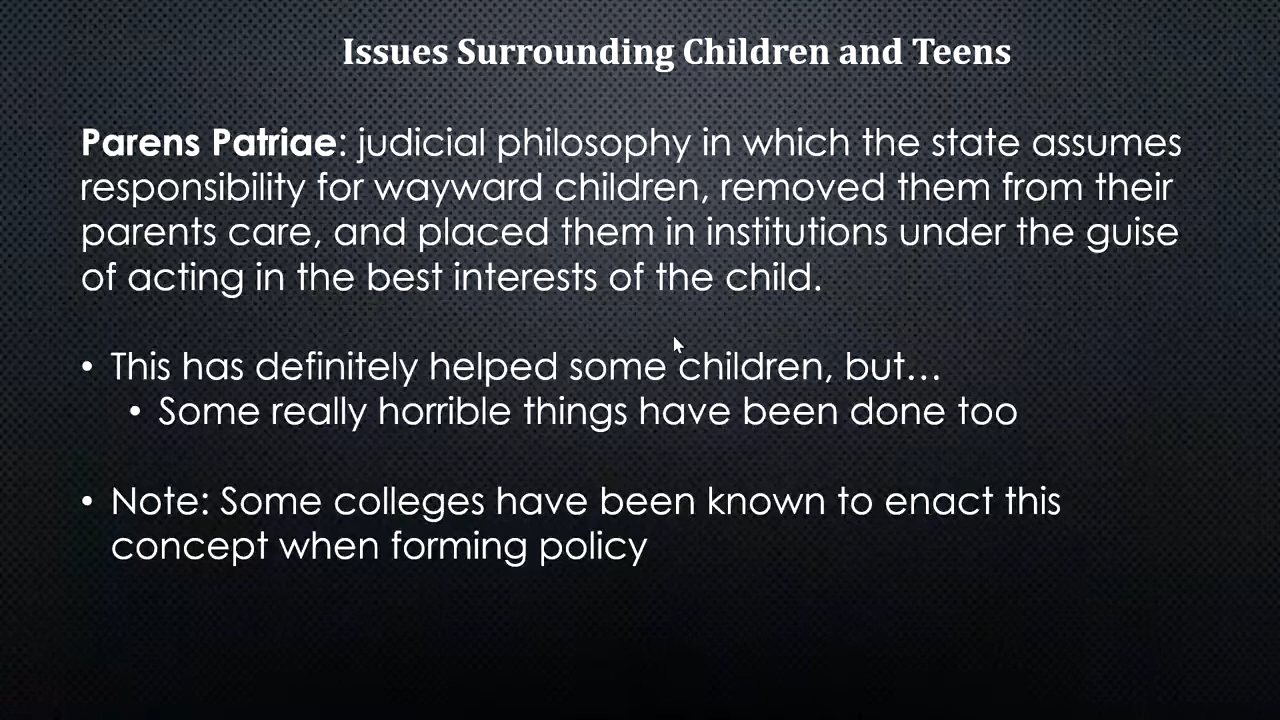 Issues Surrounding Children and Teens
Parens Patriae: judicial philosophy in which the state assumes
responsibility for wayward children, removed them from their
parents care, and placed them in institutions under the guise
of acting in the best interests of the child.
• This has definitely helped some children, but…
• Some really horrible things have been done too
• Note: Some colleges have been known to enact this
concept when forming policy